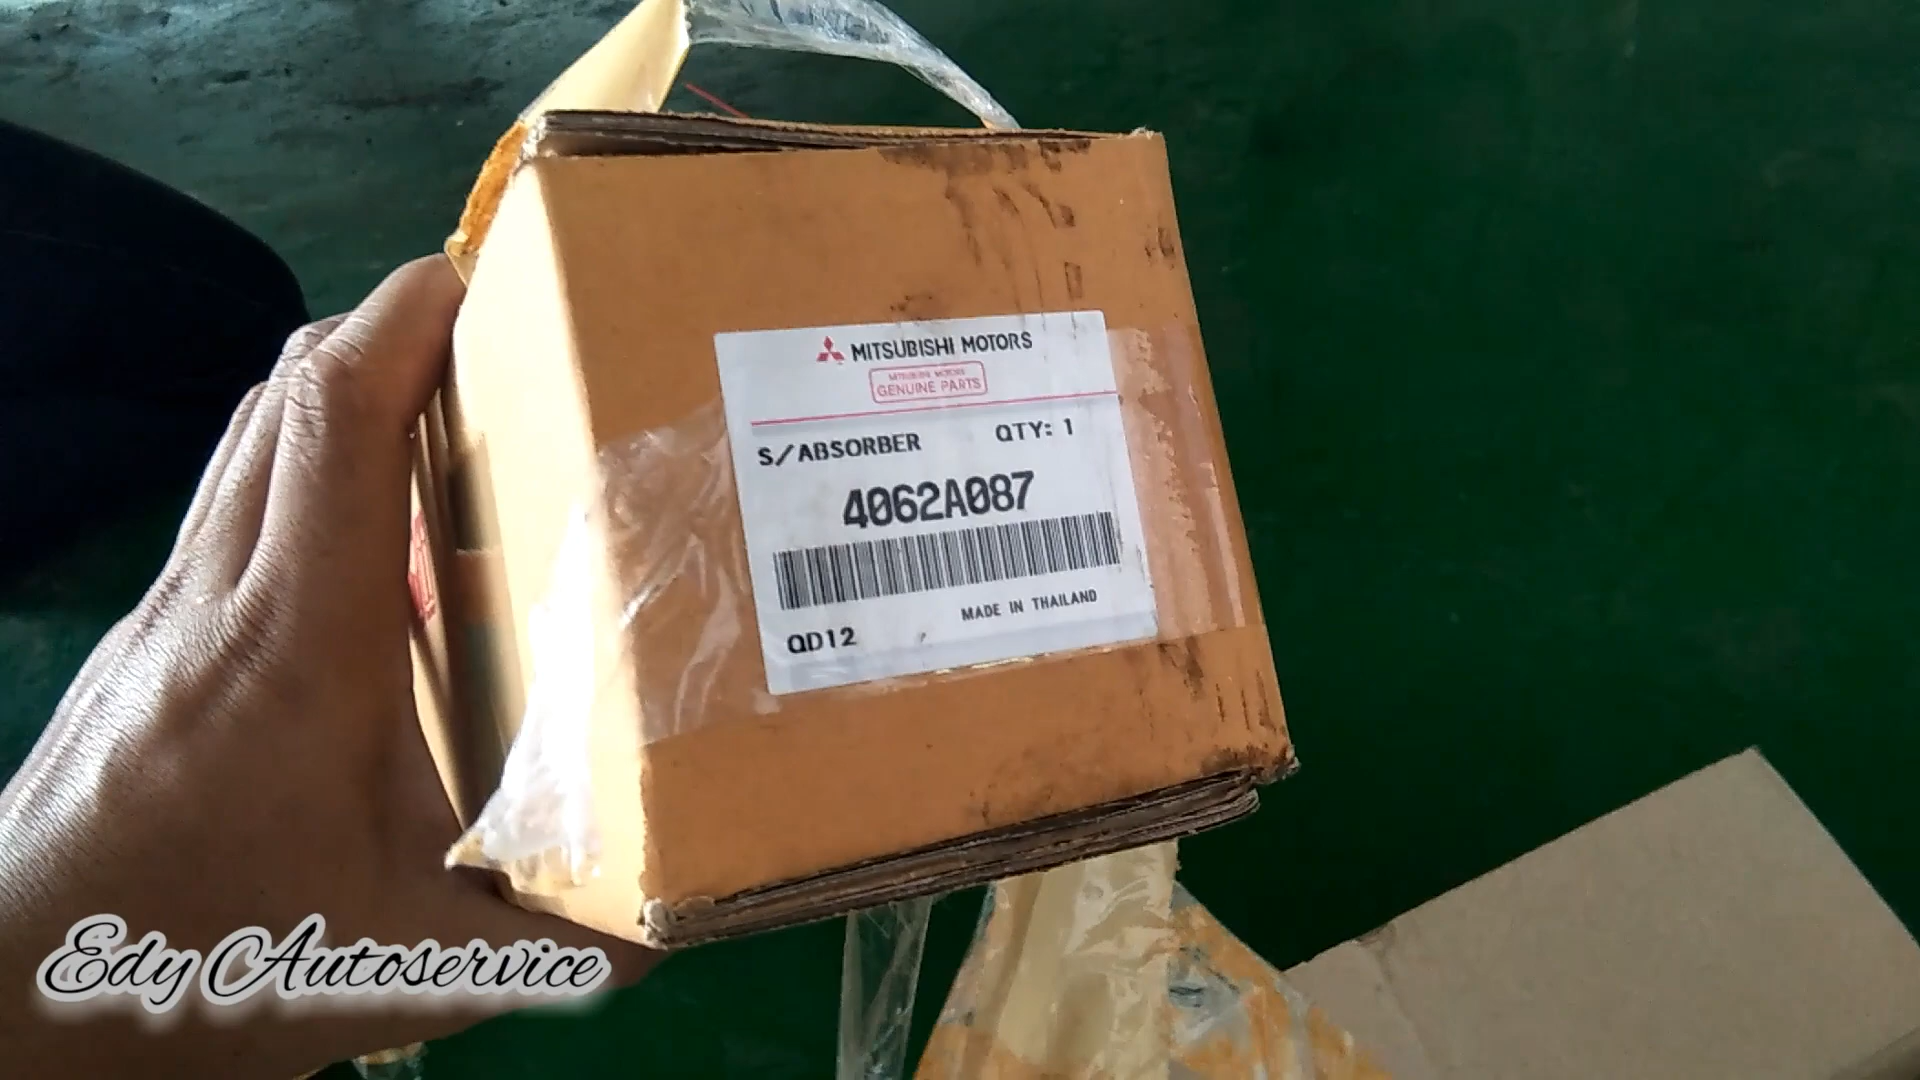 MITSUBISHI MOTORS
MITSUBISHI MOTORS
GENUINE PARTS
S/ABSORBER QTY: 1
4062A087
QD12 MADE IN THAILAND
Edy Autoservice